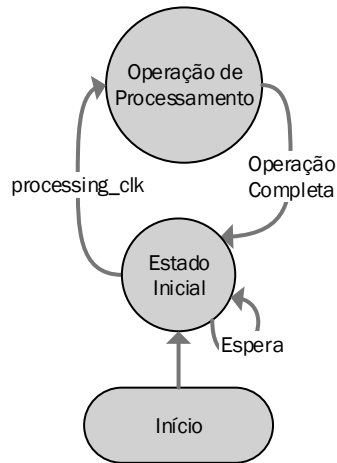 Operação de
Processamento
processing_clk
Operação
Completa
Estado
Inicial
Espera
Início